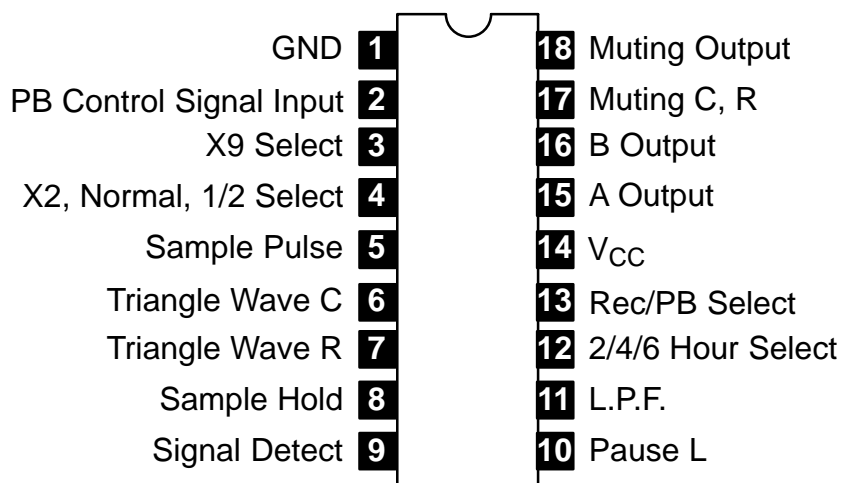 GND 1 18 Muting Output
PB Control Signal Input 2 17 Muting C, R
X9 Select 3 16 B Output
X2, Normal, 1/2 Select 4 15 A Output
Sample Pulse 5 14 VCC
Triangle Wave C 6 13 Rec/PB Select
Triangle Wave R 7 12 2/4/6 Hour Select
Sample Hold 8 11 L.P.F.
Signal Detect 9 10 Pause L